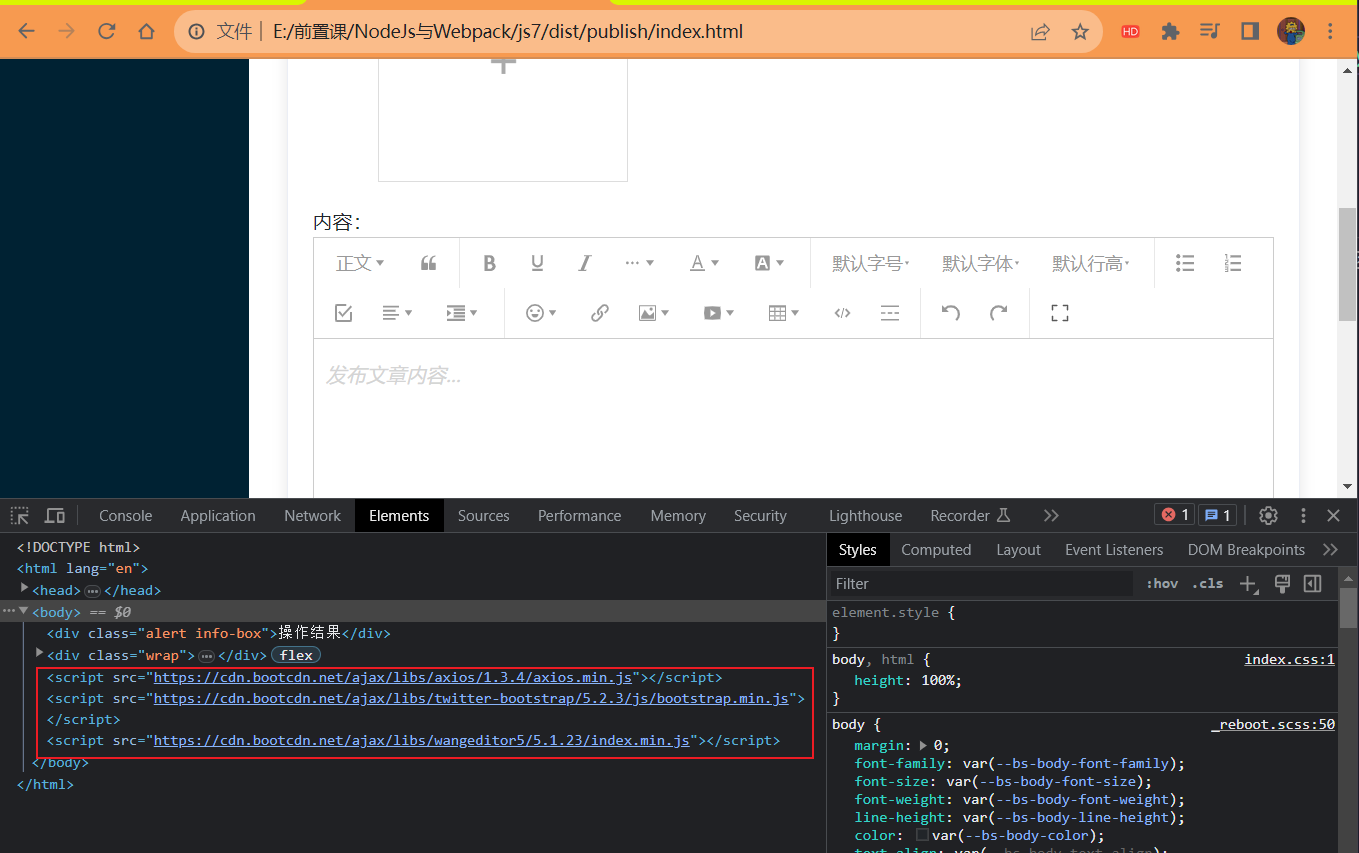 文件 E:/前置课/NodeJs与Webpack/js7/dist/publish/index.html HD
内容：
正文 B U I ··· A A 默认字号 默认字体 默认行高
发布文章内容...
Console Application Network Elements Sources Performance Memory Security Lighthouse Recorder 1 1
<!DOCTYPE html>
<html lang="en">
<head> ··· </head>
··· <body> == $0
<div class="alert info-box">操作结果</div>
<div class="wrap"> ··· </div> flex
<script src="https://cdn.bootcdn.net/ajax/libs/axios/1.3.4/axios.min.js"></script>
<script src="https://cdn.bootcdn.net/ajax/libs/twitter-bootstrap/5.2.3/js/bootstrap.min.js">
</script>
<script src="https://cdn.bootcdn.net/ajax/libs/wangeditor5/5.1.23/index.min.js"></script>
</body>
</html>
Styles Computed Layout Event Listeners DOM Breakpoints
Filter :hov .cls
element.style {
}
body, html { index.css:1
height: 100%;
}
body { _reboot.scss:50
margin: 0;
font-family: var(--bs-body-font-family);
font-size: var(--bs-body-font-size);
font-weight: var(--bs-body-font-weight);
line-height: var(--bs-body-line-height);
color: var(--bs-body-color);
text-align: var(--bs-body-text-align);